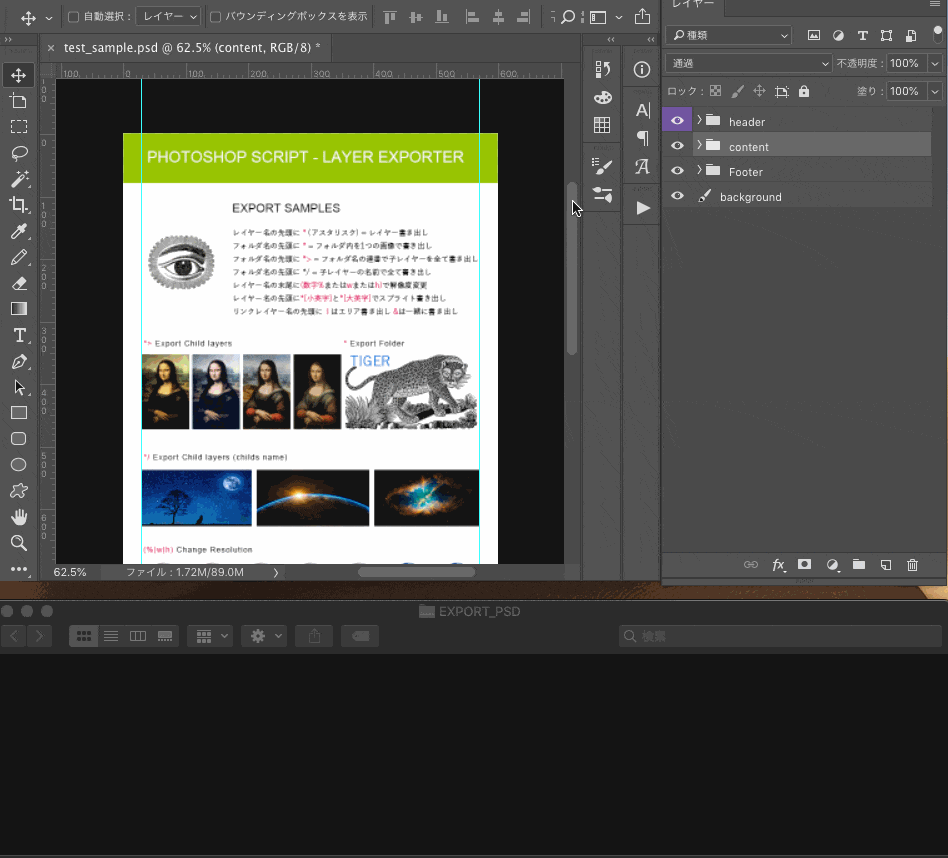 レイヤー
自動選択： レイヤー バウンディングボックスを表示
× test_sample.psd @ 62.5% (content, RGB/8) *
種類
通過 不透明度： 100%
ロック： 塗り： 100%
header
content
Footer
background
100 0 100 200 300 400 500 600
PHOTOSHOP SCRIPT - LAYER EXPORTER
EXPORT SAMPLES
レイヤー名の先頭に *(アスタリスク) = レイヤー書き出し
フォルダ名の先頭に * = フォルダ内を1つの画像で書き出し
フォルダ名の先頭に *> = フォルダ名の連番で子レイヤーを全て書き出し
フォルダ名の先頭に */ = 子レイヤーの名前で全て書き出し
レイヤー名の末尾に(数字%またはwまたはh)で解像度変更
レイヤー名の先頭に*[小英字]と*[大英字]でスプライト書き出し
リンクレイヤー名の先頭に ! はエリア書き出し &は一緒に書き出し
*> Export Child layers
* Export Folder
TIGER
*/ Export Child layers (childs name)
(%|w|h) Change Resolution
62.5% ファイル : 1.72M/89.0M
fx
EXPORT_PSD
検索